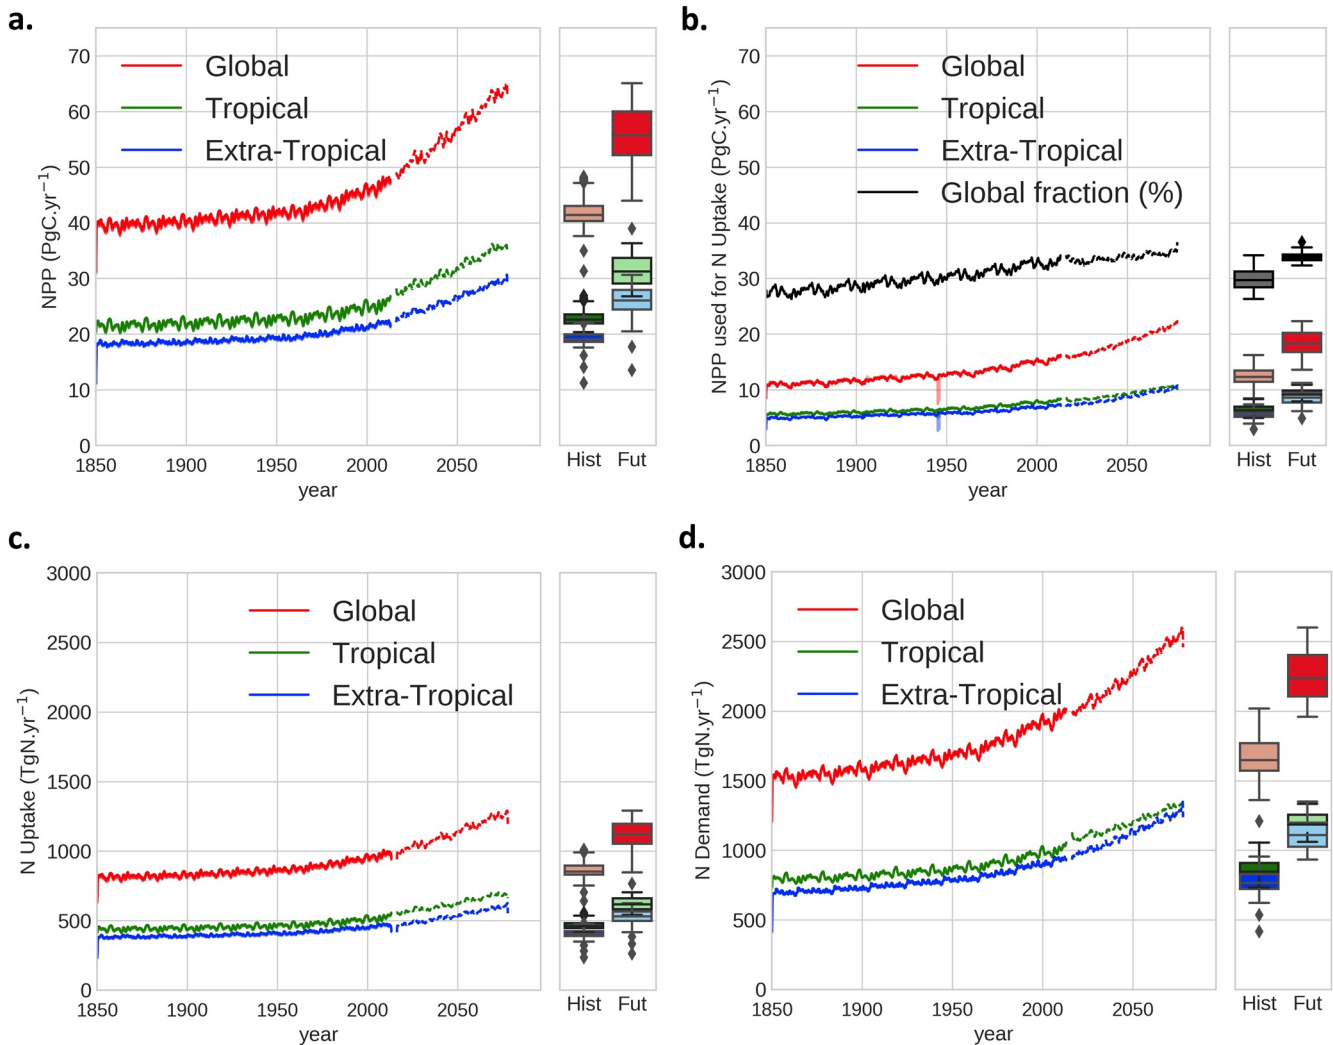 a.
70
60
50
40
30
20
10
0
NPP (PgC.yr⁻¹)
Global
Tropical
Extra-Tropical
1850 1900 1950 2000 2050
year
Hist Fut
b.
70
60
50
40
30
20
10
0
NPP used for N Uptake (PgC.yr⁻¹)
Global
Tropical
Extra-Tropical
Global fraction (%)
1850 1900 1950 2000 2050
year
Hist Fut
c.
3000
2500
2000
1500
1000
500
0
N Uptake (TgN.yr⁻¹)
Global
Tropical
Extra-Tropical
1850 1900 1950 2000 2050
year
Hist Fut
d.
3000
2500
2000
1500
1000
500
0
N Demand (TgN.yr⁻¹)
Global
Tropical
Extra-Tropical
1850 1900 1950 2000 2050
year
Hist Fut